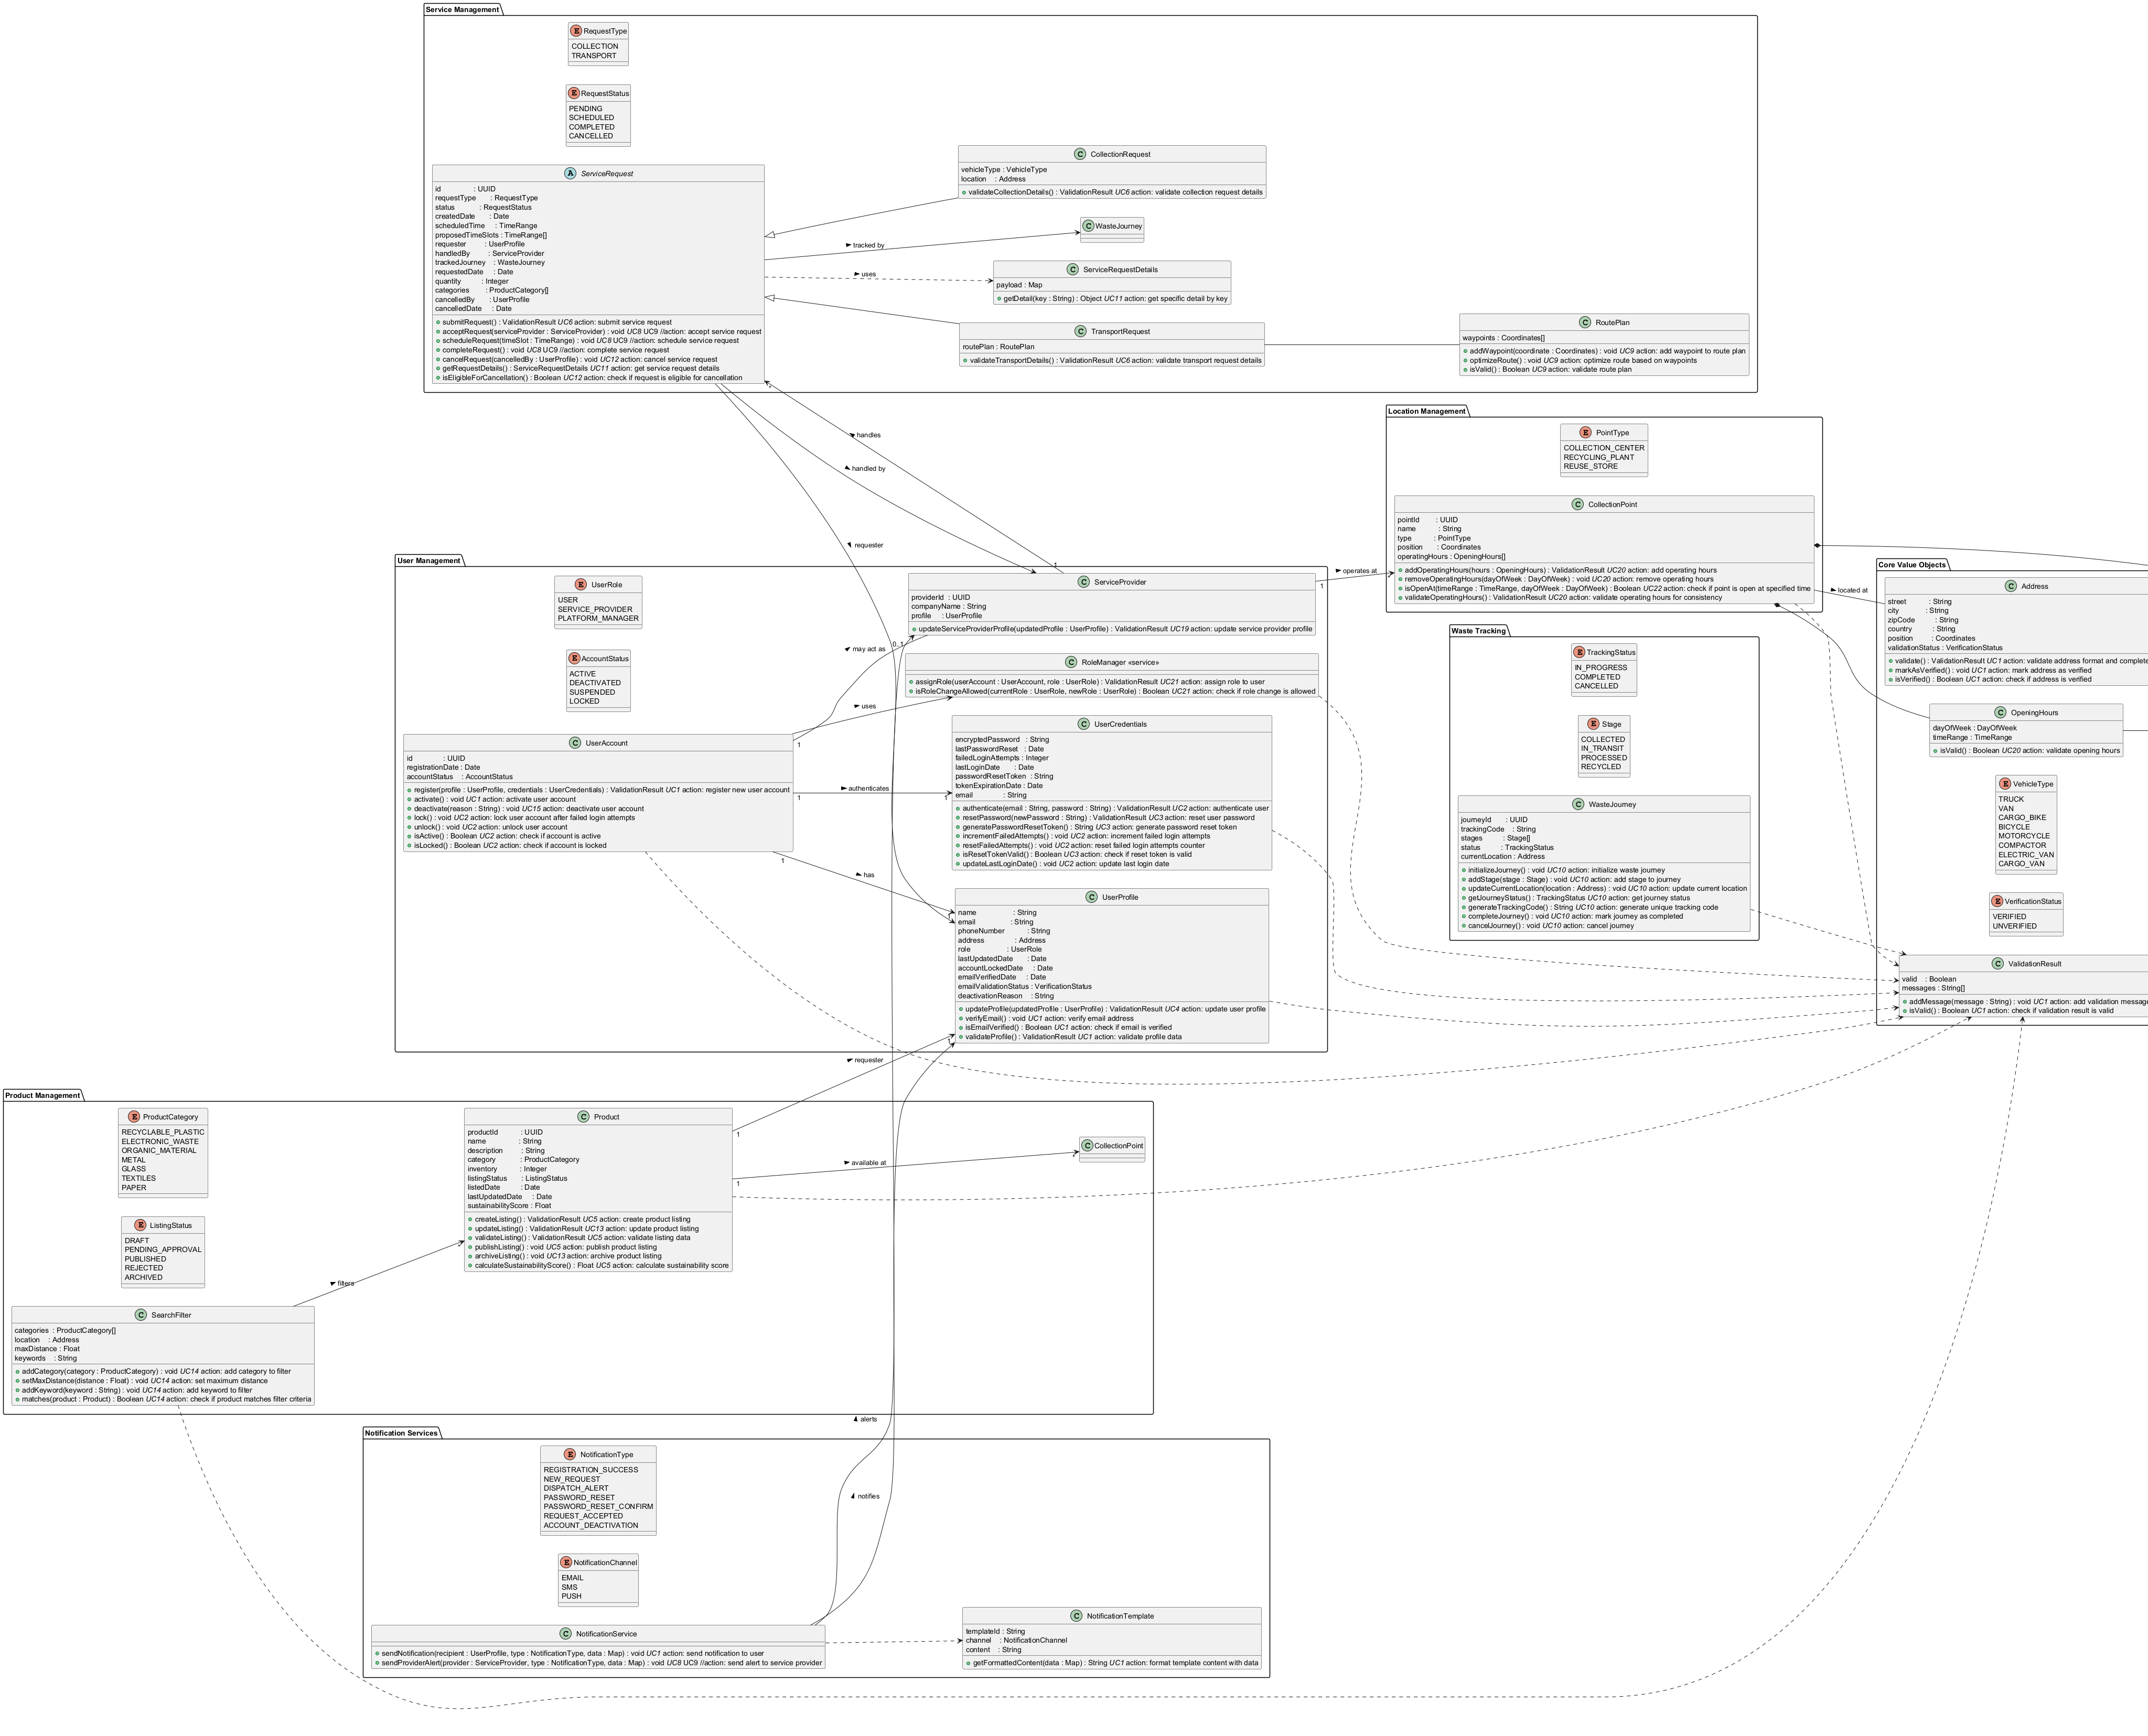 Service Management
RequestType
COLLECTION
TRANSPORT
RequestStatus
PENDING
SCHEDULED
COMPLETED
CANCELLED
ServiceRequest
id : UUID
requestType : RequestType
status : RequestStatus
createdDate : Date
scheduledTime : TimeRange
proposedTimeSlots : TimeRange[]
requester : UserProfile
handledBy : ServiceProvider
trackedJourney : WasteJourney
requestedDate : Date
quantity : Integer
categories : ProductCategory[]
cancelledBy : UserProfile
cancelledDate : Date
submitRequest() : ValidationResult UC6 action: submit service request
acceptRequest(serviceProvider : ServiceProvider) : void UC8 UC9 //action: accept service request
scheduleRequest(timeSlot : TimeRange) : void UC8 UC9 //action: schedule service request
completeRequest() : void UC8 UC9 //action: complete service request
cancelRequest(cancelledBy : UserProfile) : void UC12 action: cancel service request
getRequestDetails() : ServiceRequestDetails UC11 action: get service request details
isEligibleForCancellation() : Boolean UC12 action: check if request is eligible for cancellation
CollectionRequest
vehicleType : VehicleType
location : Address
validateCollectionDetails() : ValidationResult UC6 action: validate collection request details
WasteJourney
tracked by
ServiceRequestDetails
payload : Map
getDetail(key : String) : Object UC11 action: get specific detail by key
uses
TransportRequest
routePlan : RoutePlan
validateTransportDetails() : ValidationResult UC6 action: validate transport request details
RoutePlan
waypoints : Coordinates[]
addWaypoint(coordinate : Coordinates) : void UC9 action: add waypoint to route plan
optimizeRoute() : void UC9 action: optimize route based on waypoints
isValid() : Boolean UC9 action: validate route plan
*
handles
handled by
requester
1
Location Management
PointType
COLLECTION_CENTER
RECYCLING_PLANT
REUSE_STORE
CollectionPoint
pointId : UUID
name : String
type : PointType
position : Coordinates
operatingHours : OpeningHours[]
addOperatingHours(hours : OpeningHours) : ValidationResult UC20 action: add operating hours
removeOperatingHours(dayOfWeek : DayOfWeek) : void UC20 action: remove operating hours
isOpenAt(timeRange : TimeRange, dayOfWeek : DayOfWeek) : Boolean UC22 action: check if point is open at specified time
validateOperatingHours() : ValidationResult UC20 action: validate operating hours for consistency
operates at
1
*
located at
User Management
UserRole
USER
SERVICE_PROVIDER
PLATFORM_MANAGER
AccountStatus
ACTIVE
DEACTIVATED
SUSPENDED
LOCKED
UserAccount
id : UUID
registrationDate : Date
accountStatus : AccountStatus
register(profile : UserProfile, credentials : UserCredentials) : ValidationResult UC1 action: register new user account
activate() : void UC1 action: activate user account
deactivate(reason : String) : void UC15 action: deactivate user account
lock() : void UC2 action: lock user account after failed login attempts
unlock() : void UC2 action: unlock user account
isActive() : Boolean UC2 action: check if account is active
isLocked() : Boolean UC2 action: check if account is locked
ServiceProvider
providerId : UUID
companyName : String
profile : UserProfile
updateServiceProviderProfile(updatedProfile : UserProfile) : ValidationResult UC19 action: update service provider profile
0..1
may act as
1
RoleManager «service»
assignRole(userAccount : UserAccount, role : UserRole) : ValidationResult UC21 action: assign role to user
isRoleChangeAllowed(currentRole : UserRole, newRole : UserRole) : Boolean UC21 action: check if role change is allowed
uses
UserCredentials
encryptedPassword : String
lastPasswordReset : Date
failedLoginAttempts : Integer
lastLoginDate : Date
passwordResetToken : String
tokenExpirationDate : Date
email : String
authenticate(email : String, password : String) : ValidationResult UC2 action: authenticate user
resetPassword(newPassword : String) : ValidationResult UC3 action: reset user password
generatePasswordResetToken() : String UC3 action: generate password reset token
incrementFailedAttempts() : void UC2 action: increment failed login attempts
resetFailedAttempts() : void UC2 action: reset failed login attempts counter
isResetTokenValid() : Boolean UC3 action: check if reset token is valid
updateLastLoginDate() : void UC2 action: update last login date
authenticates
1
1
has
1
1
UserProfile
name : String
email : String
phoneNumber : String
address : Address
role : UserRole
lastUpdatedDate : Date
accountLockedDate : Date
emailVerifiedDate : Date
emailValidationStatus : VerificationStatus
deactivationReason : String
updateProfile(updatedProfile : UserProfile) : ValidationResult UC4 action: update user profile
verifyEmail() : void UC1 action: verify email address
isEmailVerified() : Boolean UC1 action: check if email is verified
validateProfile() : ValidationResult UC1 action: validate profile data
1
requester
Waste Tracking
TrackingStatus
IN_PROGRESS
COMPLETED
CANCELLED
Stage
COLLECTED
IN_TRANSIT
PROCESSED
RECYCLED
WasteJourney
journeyId : UUID
trackingCode : String
stages : Stage[]
status : TrackingStatus
currentLocation : Address
initializeJourney() : void UC10 action: initialize waste journey
addStage(stage : Stage) : void UC10 action: add stage to journey
updateCurrentLocation(location : Address) : void UC10 action: update current location
getJourneyStatus() : TrackingStatus UC10 action: get journey status
generateTrackingCode() : String UC10 action: generate unique tracking code
completeJourney() : void UC10 action: mark journey as completed
cancelJourney() : void UC10 action: cancel journey
Core Value Objects
Address
street : String
city : String
zipCode : String
country : String
position : Coordinates
validationStatus : VerificationStatus
validate() : ValidationResult UC1 action: validate address format and complete
markAsVerified() : void UC1 action: mark address as verified
isVerified() : Boolean UC1 action: check if address is verified
OpeningHours
dayOfWeek : DayOfWeek
timeRange : TimeRange
isValid() : Boolean UC20 action: validate opening hours
VehicleType
TRUCK
VAN
CARGO_BIKE
BICYCLE
MOTORCYCLE
COMPACTOR
ELECTRIC_VAN
CARGO_VAN
VerificationStatus
VERIFIED
UNVERIFIED
ValidationResult
valid : Boolean
messages : String[]
addMessage(message : String) : void UC1 action: add validation message
isValid() : Boolean UC1 action: check if validation result is valid
Product Management
ProductCategory
RECYCLABLE_PLASTIC
ELECTRONIC_WASTE
ORGANIC_MATERIAL
METAL
GLASS
TEXTILES
PAPER
ListingStatus
DRAFT
PENDING_APPROVAL
PUBLISHED
REJECTED
ARCHIVED
SearchFilter
categories : ProductCategory[]
location : Address
maxDistance : Float
keywords : String
addCategory(category : ProductCategory) : void UC14 action: add category to filter
setMaxDistance(distance : Float) : void UC14 action: set maximum distance
addKeyword(keyword : String) : void UC14 action: add keyword to filter
matches(product : Product) : Boolean UC14 action: check if product matches filter criteria
filters
Product
productId : UUID
name : String
description : String
category : ProductCategory
inventory : Integer
listingStatus : ListingStatus
listedDate : Date
lastUpdatedDate : Date
sustainabilityScore : Float
createListing() : ValidationResult UC5 action: create product listing
updateListing() : ValidationResult UC13 action: update product listing
validateListing() : ValidationResult UC5 action: validate listing data
publishListing() : void UC5 action: publish product listing
archiveListing() : void UC13 action: archive product listing
calculateSustainabilityScore() : Float UC5 action: calculate sustainability score
1
available at
1
*
CollectionPoint
alerts
Notification Services
NotificationType
REGISTRATION_SUCCESS
NEW_REQUEST
DISPATCH_ALERT
PASSWORD_RESET
PASSWORD_RESET_CONFIRM
REQUEST_ACCEPTED
ACCOUNT_DEACTIVATION
NotificationChannel
EMAIL
SMS
PUSH
notifies
NotificationService
sendNotification(recipient : UserProfile, type : NotificationType, data : Map) : void UC1 action: send notification to user
sendProviderAlert(provider : ServiceProvider, type : NotificationType, data : Map) : void UC8 UC9 //action: send alert to service provider
NotificationTemplate
templateId : String
channel : NotificationChannel
content : String
getFormattedContent(data : Map) : String UC1 action: format template content with data